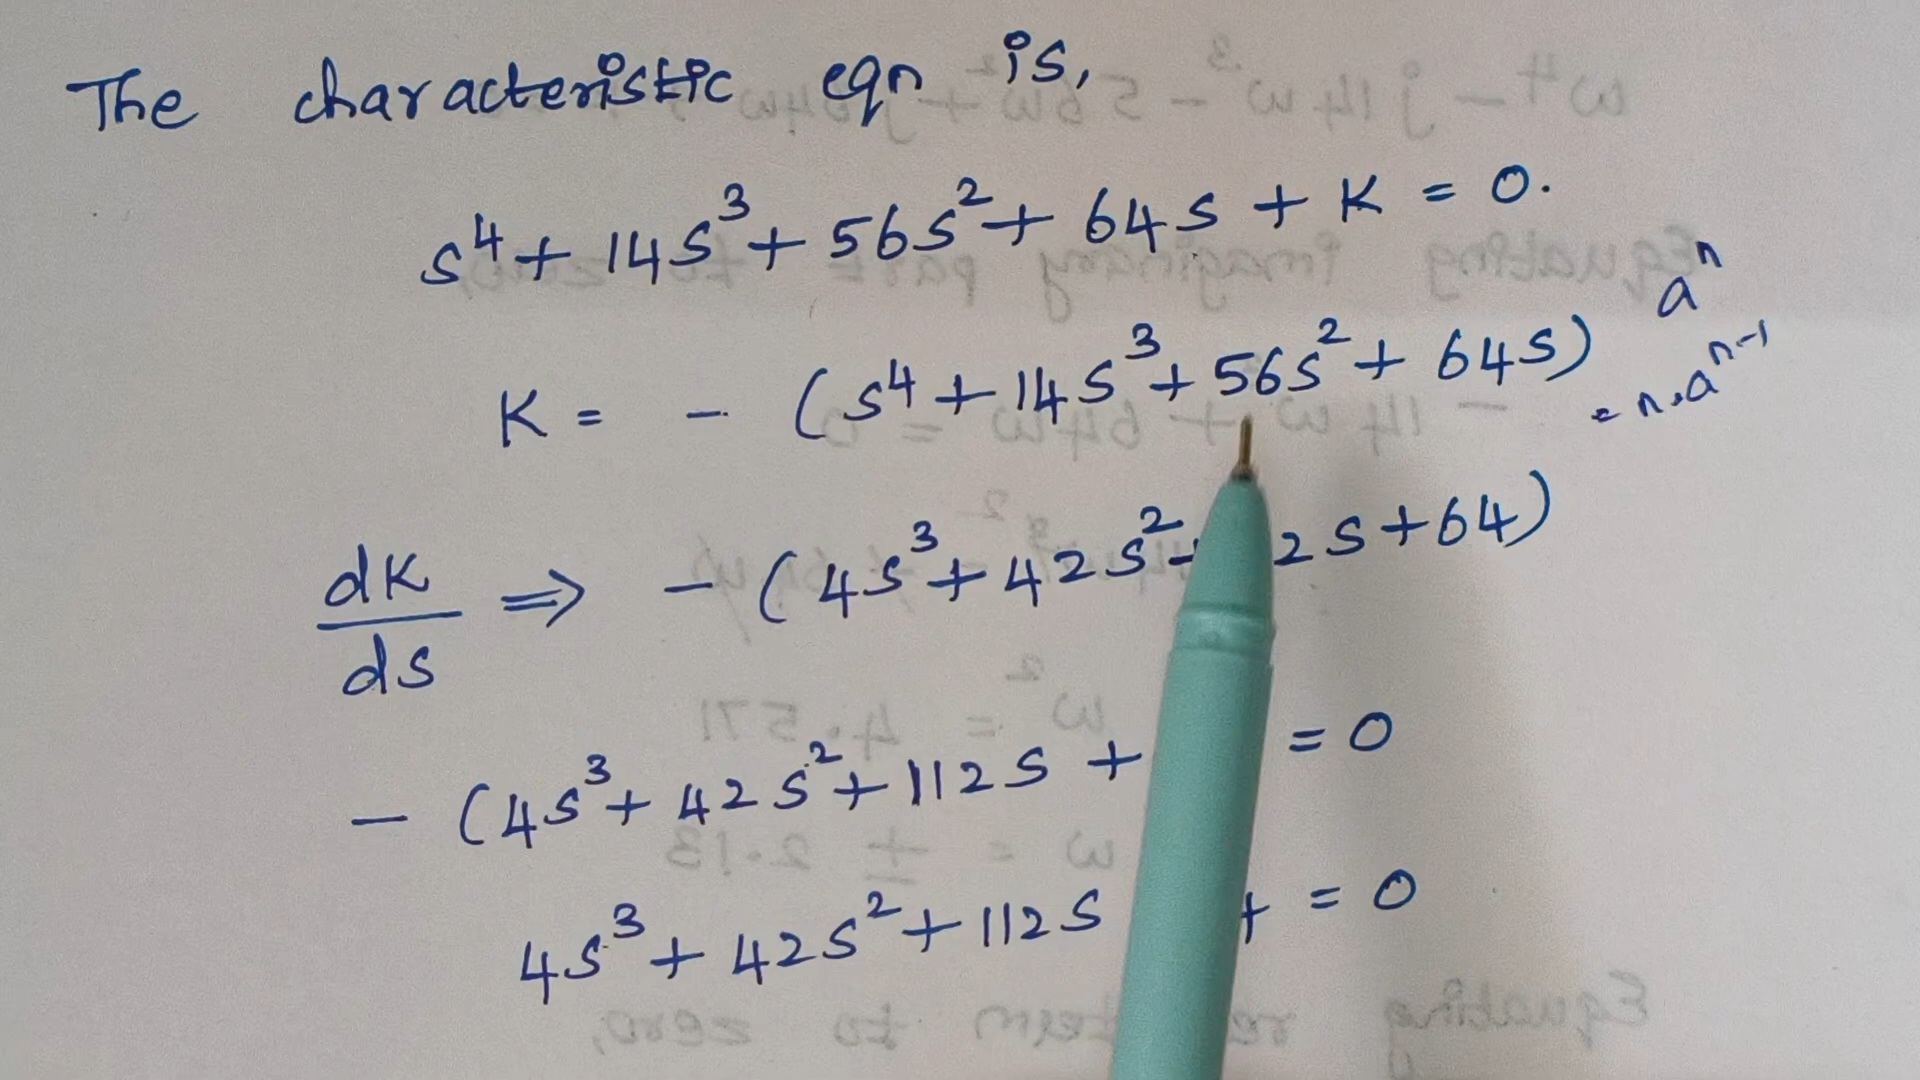 The characteristic eqn is,
s⁴ + 14s³ + 56s² + 64s + K = 0.
aⁿ
K = - (s⁴ + 14s³ + 56s² + 64s)
= n.aⁿ⁻¹
dK/ds ⇒ - (4s³ + 42s² + 2s + 64)
- (4s³ + 42s² + 112s + = 0
4s³ + 42s² + 112s = 0